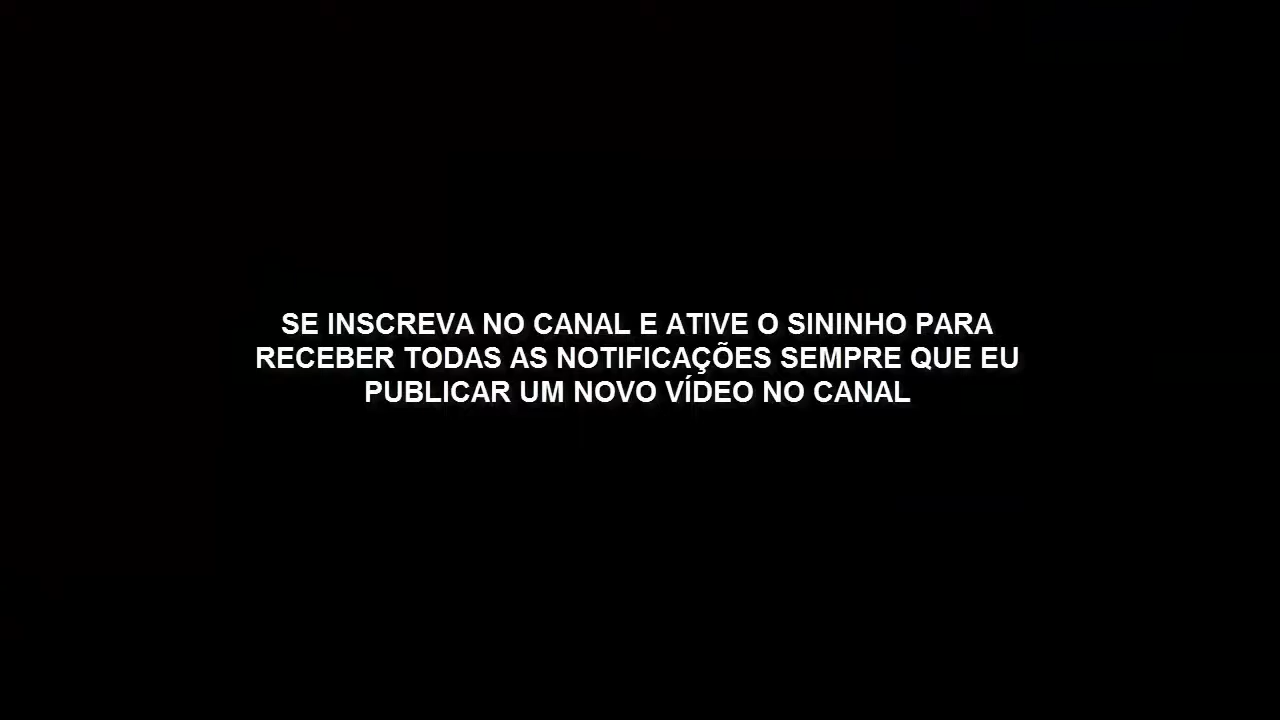 SE INSCREVA NO CANAL E ATIVE O SININHO PARA
RECEBER TODAS AS NOTIFICAÇÕES SEMPRE QUE EU
PUBLICAR UM NOVO VÍDEO NO CANAL